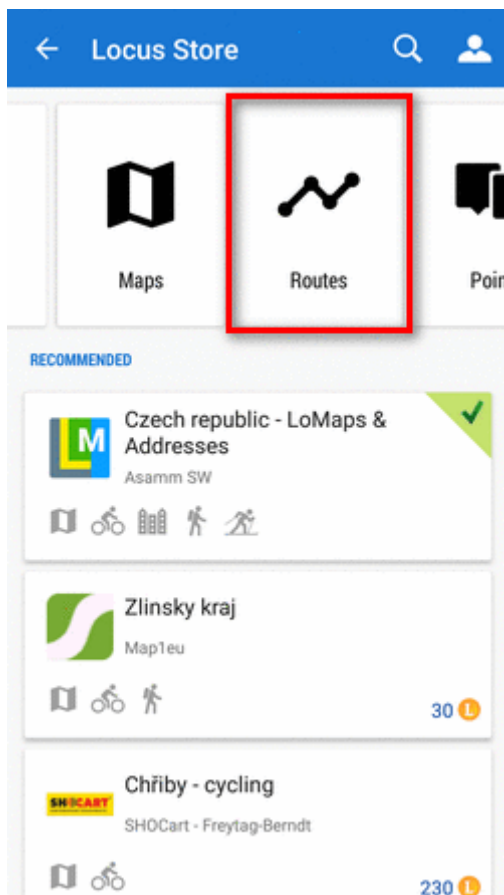 Locus Store
Maps
Routes
Poin
RECOMMENDED
LM
Czech republic - LoMaps &
Addresses
Asamm SW
Zlinsky kraj
Map1eu
30 L
SHOCART
Chřiby - cycling
SHOCart - Freytag-Berndt
230 L